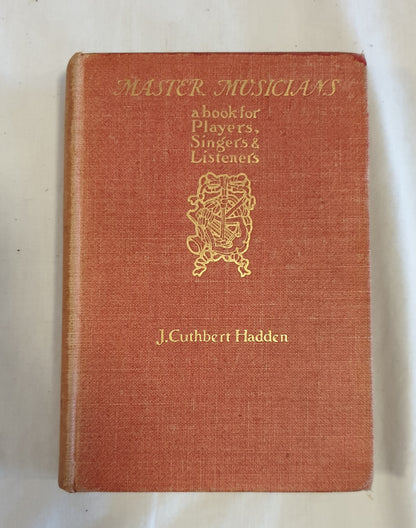 MASTER MUSICIANS
a book for
Players,
Singers &
Listeners
J. Cuthbert Hadden